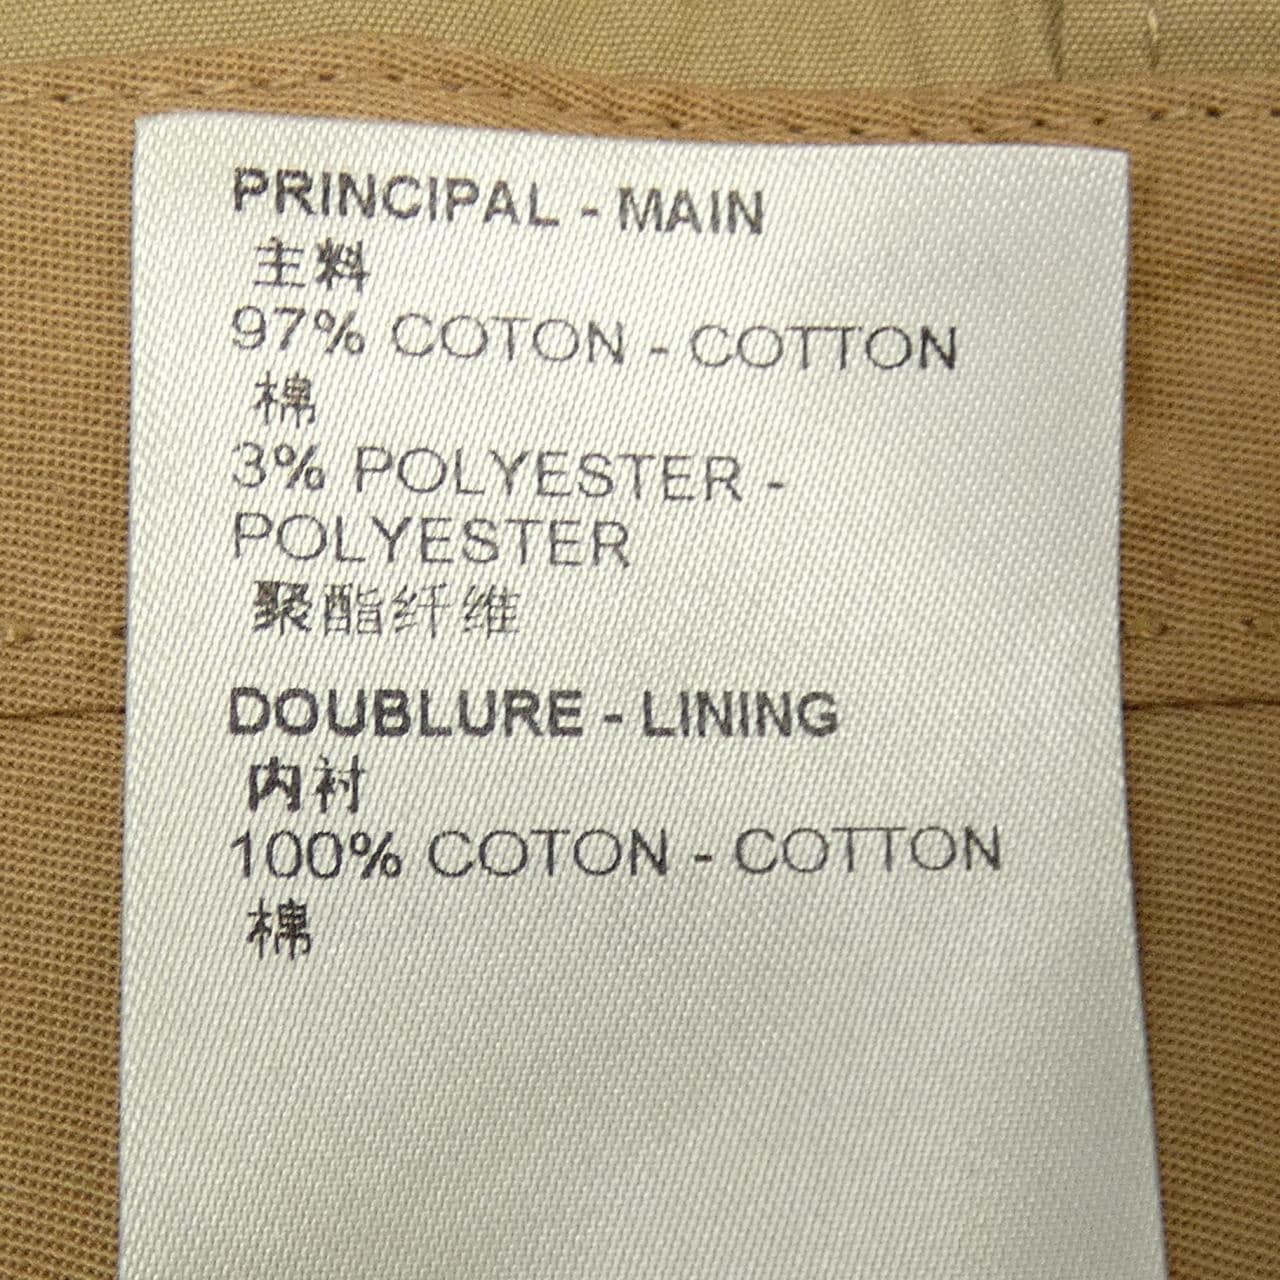 PRINCIPAL - MAIN
主料
97% COTON - COTTON
棉
3% POLYESTER -
POLYESTER
聚酯纤维
DOUBLURE - LINING
内衬
100% COTON - COTTON
棉